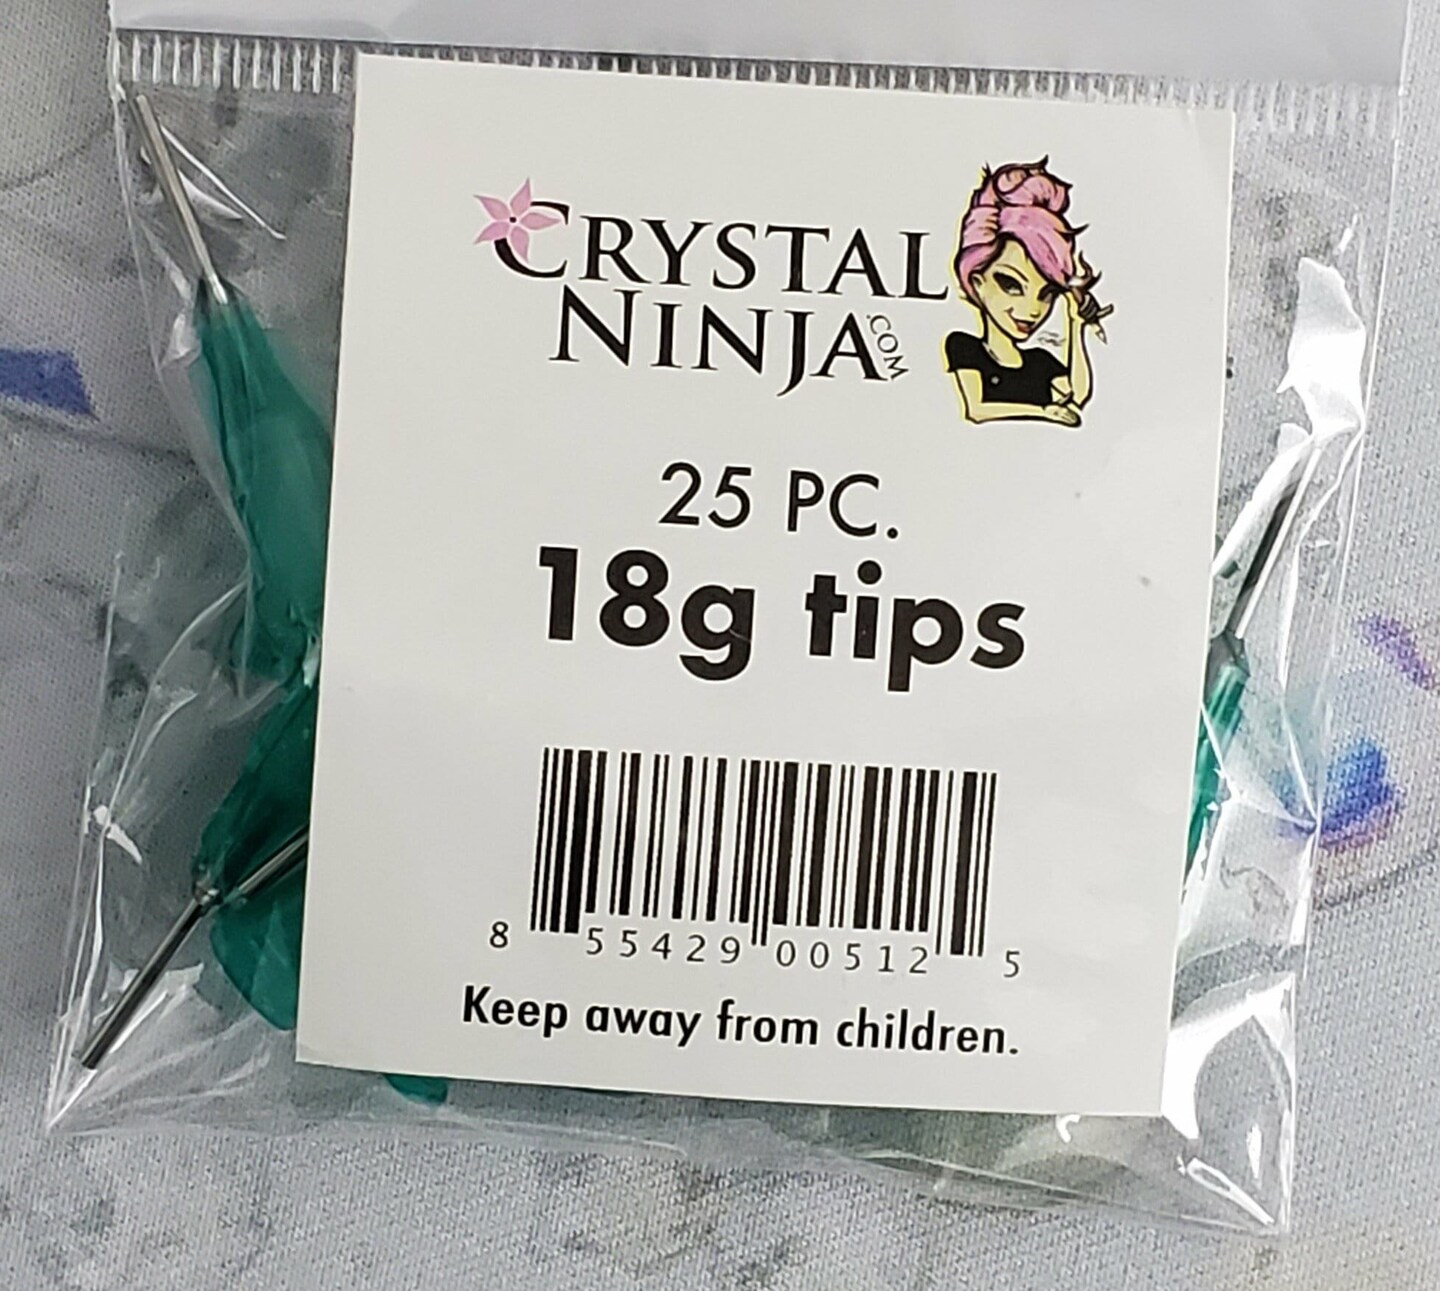 CRYSTAL
NINJA.COM
25 PC.
18g tips
8 55429 00512 5
Keep away from children.